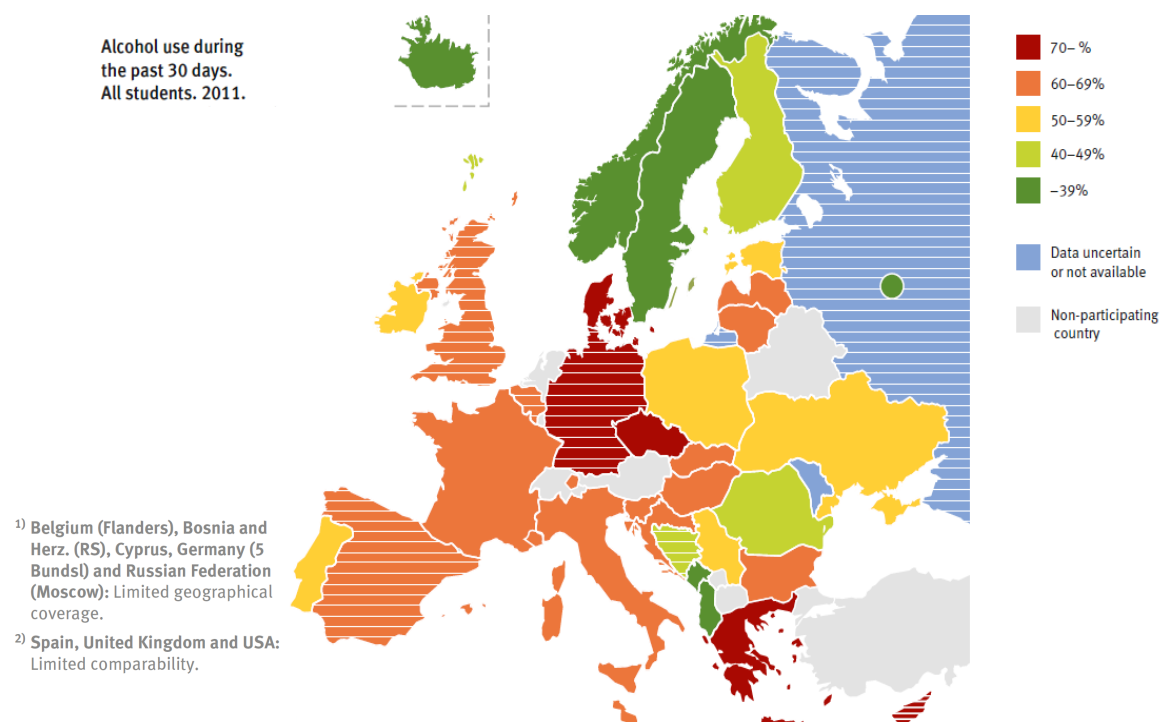 Alcohol use during
the past 30 days.
All students. 2011.
70– %
60–69%
50–59%
40–49%
–39%
Data uncertain
or not available
Non-participating
country
1) Belgium (Flanders), Bosnia and
Herz. (RS), Cyprus, Germany (5
Bundsl) and Russian Federation
(Moscow): Limited geographical
coverage.
2) Spain, United Kingdom and USA:
Limited comparability.